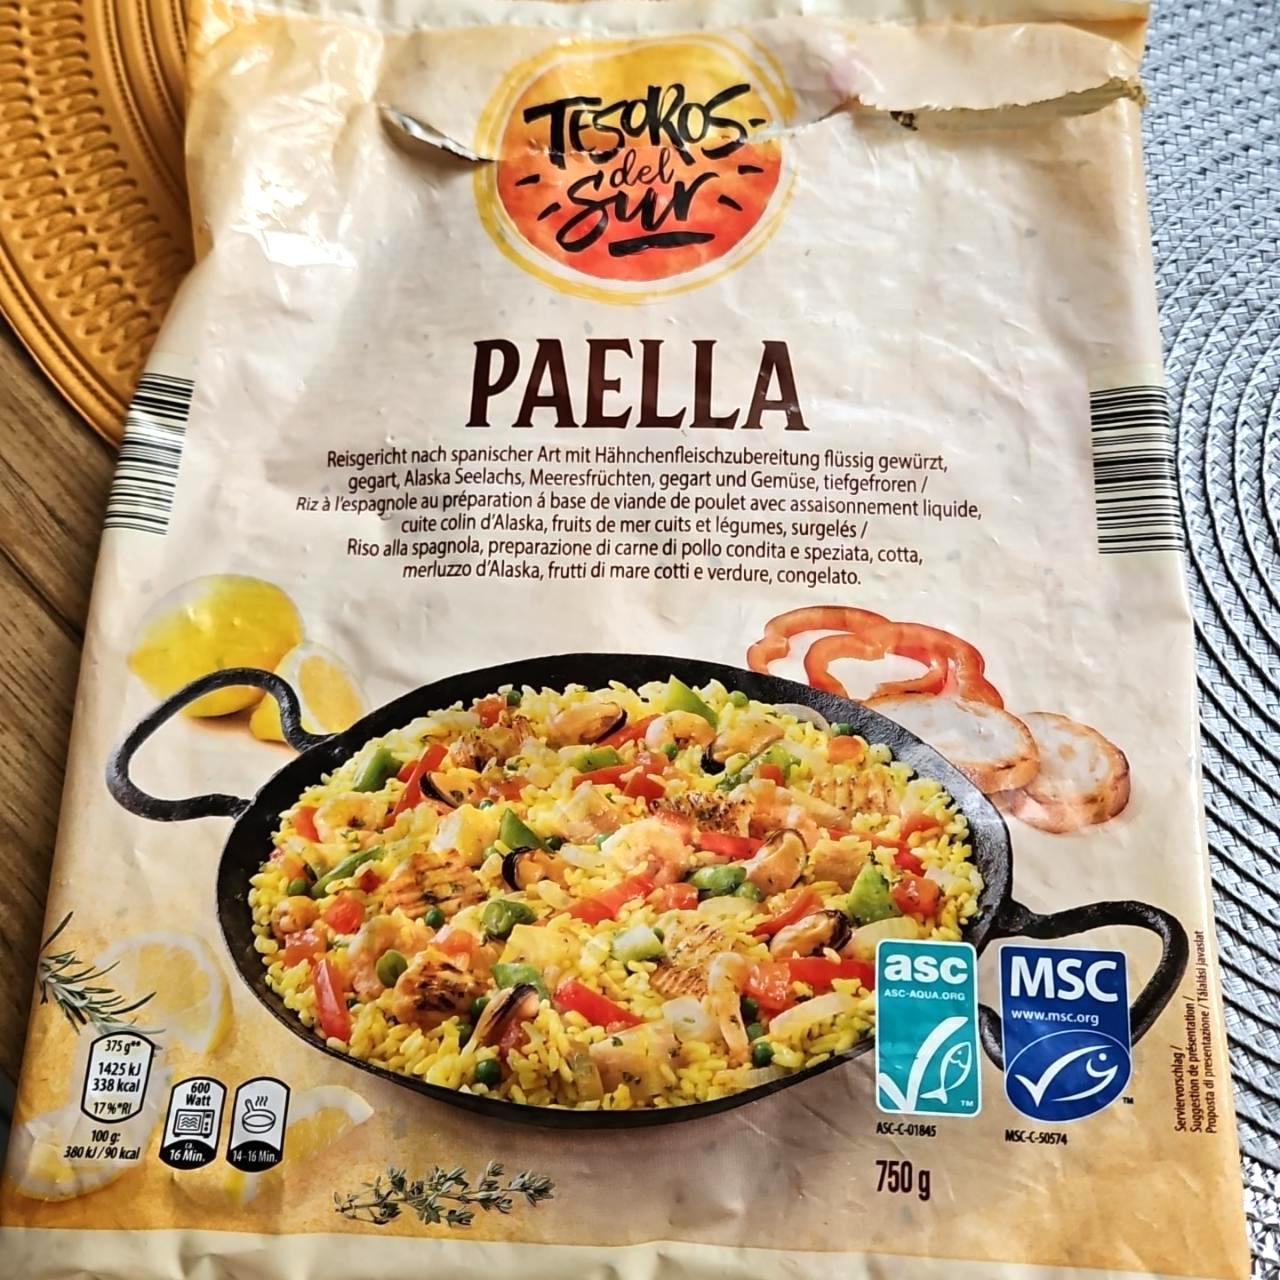 TESOROS
del
Sur
PAELLA
Reisgericht nach spanischer Art mit Hähnchenfleischzubereitung flüssig gewürzt,
gegart, Alaska Seelachs, Meeresfrüchten, gegart und Gemüse, tiefgefroren /
Riz à l'espagnole au préparation á base de viande de poulet avec assaisonnement liquide,
cuite colin d'Alaska, fruits de mer cuits et légumes, surgelés /
Riso alla spagnola, preparazione di carne di pollo condita e speziata, cotta,
merluzzo d'Alaska, frutti di mare cotti e verdure, congelato.
375 g**
1425 kJ
338 kcal
17 %*RI
100 g:
380 kJ / 90 kcal
600
Watt
ca.
16 Min.
14-16 Min.
asc
ASC-AQUA.ORG
TM
ASC-C-01845
MSC
www.msc.org
TM
MSC-C-50574
750 g
Serviervorschlag /
Suggestion de présentation /
Proposta di presentazione / Tálalási javaslat